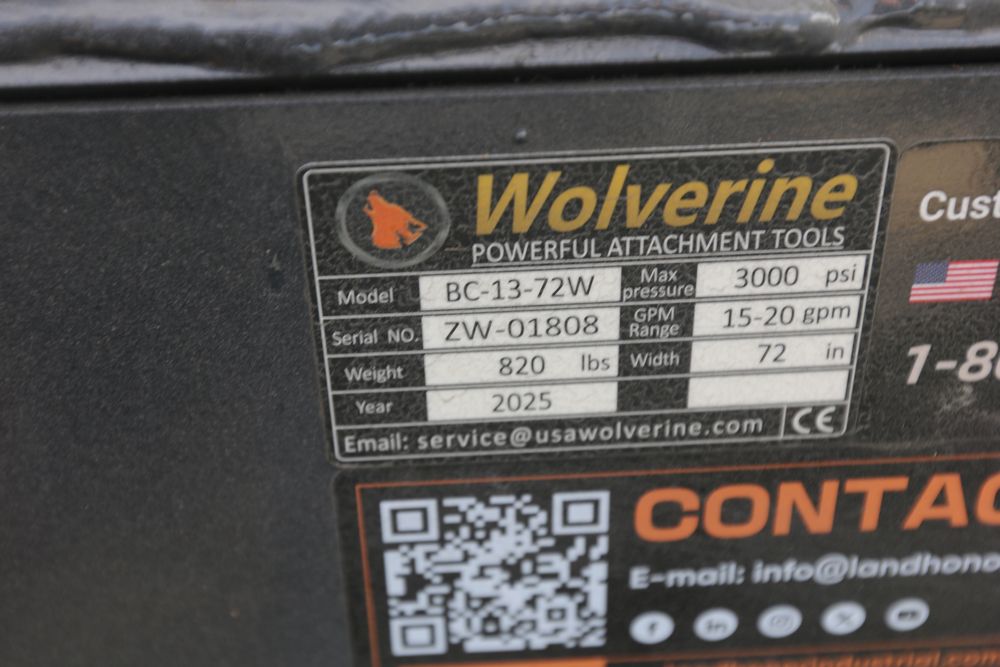 Wolverine
POWERFUL ATTACHMENT TOOLS
Model BC-13-72W Max pressure 3000 psi
Serial NO. ZW-01808 GPM Range 15-20 gpm
Weight 820 lbs Width 72 in
Year 2025
Email: service@usawolverine.com CE
Cust
1-8
CONTAC
E-mail: info@landhono